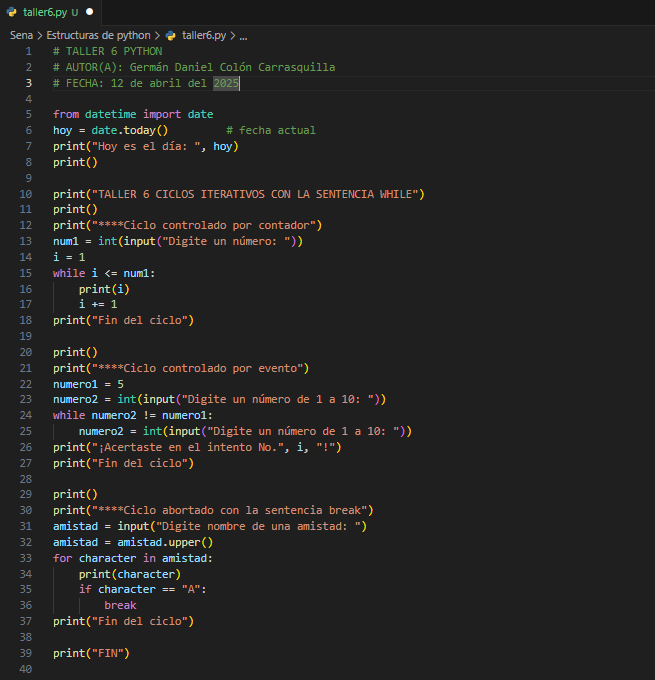 taller6.py U ●
Sena > Estructuras de python > taller6.py > ...
1 # TALLER 6 PYTHON
2 # AUTOR(A): Germán Daniel Colón Carrasquilla
3 # FECHA: 12 de abril del 2025
4
5 from datetime import date
6 hoy = date.today()         # fecha actual
7 print("Hoy es el día: ", hoy)
8 print()
9
10 print("TALLER 6 CICLOS ITERATIVOS CON LA SENTENCIA WHILE")
11 print()
12 print("****Ciclo controlado por contador")
13 num1 = int(input("Digite un número: "))
14 i = 1
15 while i <= num1:
16     print(i)
17     i += 1
18 print("Fin del ciclo")
19
20 print()
21 print("****Ciclo controlado por evento")
22 numero1 = 5
23 numero2 = int(input("Digite un número de 1 a 10: "))
24 while numero2 != numero1:
25     numero2 = int(input("Digite un número de 1 a 10: "))
26 print("¡Acertaste en el intento No.", i, "!")
27 print("Fin del ciclo")
28
29 print()
30 print("****Ciclo abortado con la sentencia break")
31 amistad = input("Digite nombre de una amistad: ")
32 amistad = amistad.upper()
33 for character in amistad:
34     print(character)
35     if character == "A":
36         break
37 print("Fin del ciclo")
38
39 print("FIN")
40